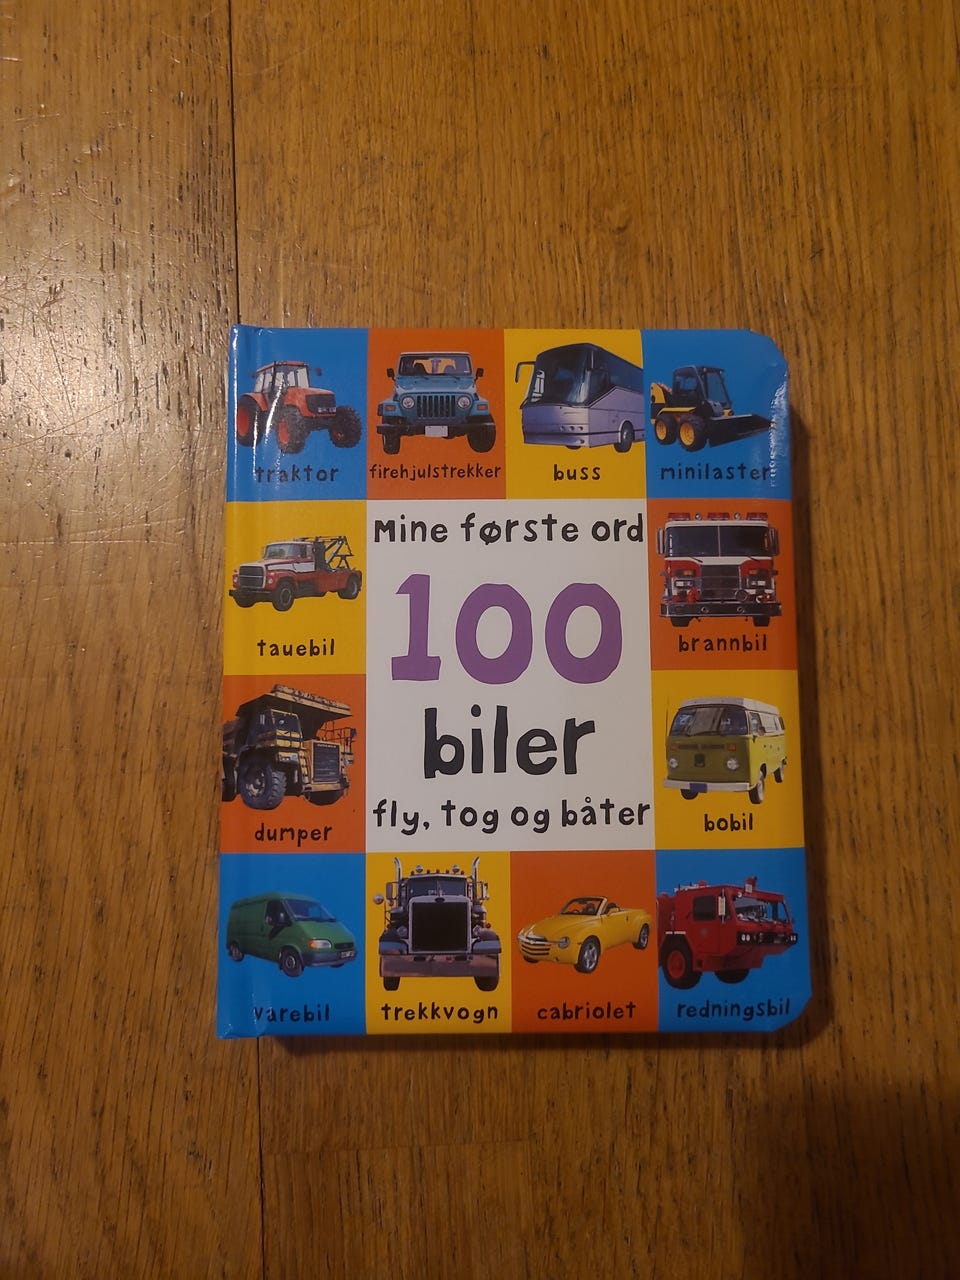 traktor
firehjulstrekker
buss
minilaster
Mine første ord
100
biler
fly, tog og båter
tauebil
brannbil
dumper
bobil
varebil
trekkvogn
cabriolet
redningsbil